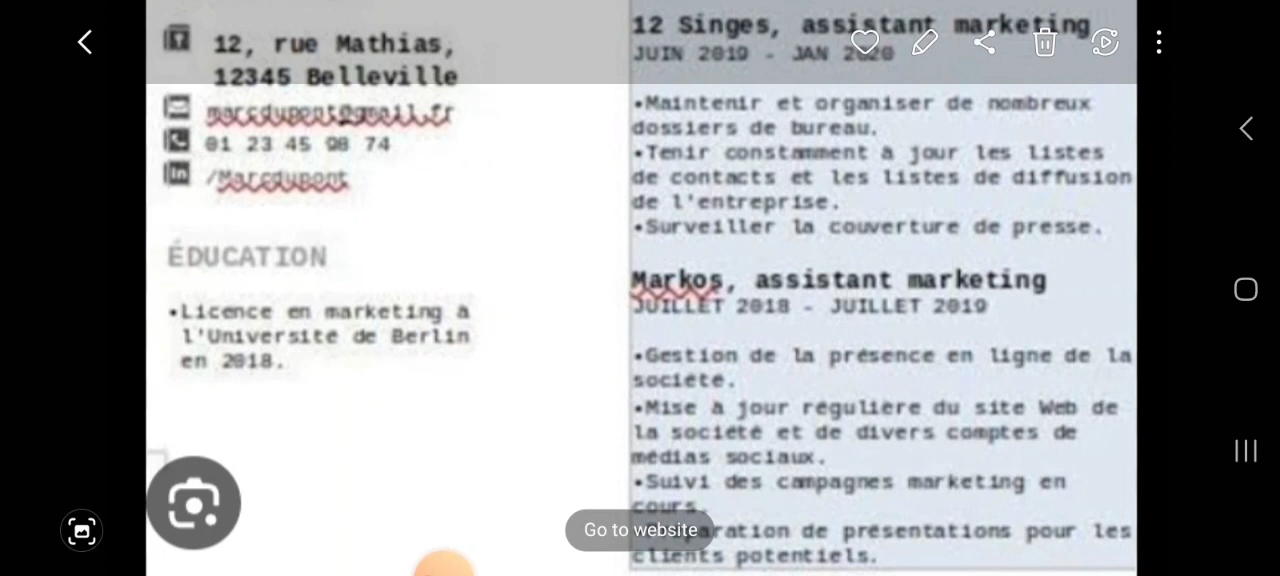 12, rue Mathias,
12345 Belleville
marcdupont@gmail.fr
01 23 45 98 74
/Marcdupont
ÉDUCATION
•Licence en marketing à
l'Université de Berlin
en 2018.
12 Singes, assistant marketing
JUIN 2019 - JAN 2020
•Maintenir et organiser de nombreux
dossiers de bureau.
•Tenir constamment à jour les listes
de contacts et les listes de diffusion
de l'entreprise.
•Surveiller la couverture de presse.
Markos, assistant marketing
JUILLET 2018 - JUILLET 2019
•Gestion de la présence en ligne de la
société.
•Mise à jour régulière du site Web de
la société et de divers comptes de
médias sociaux.
•Suivi des campagnes marketing en
cours.
de présentations pour les
clients potentiels.
Go to website